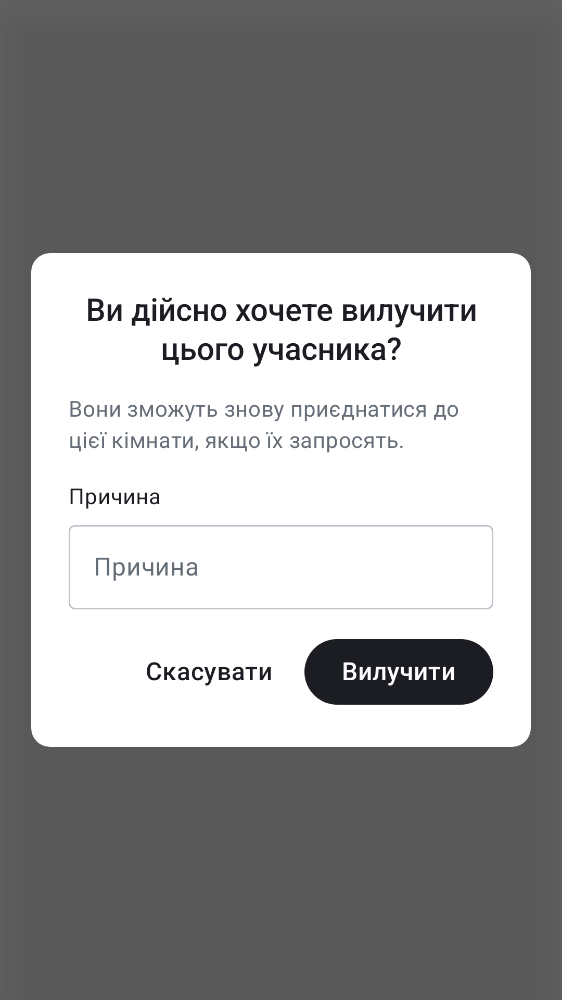 Ви дійсно хочете вилучити
цього учасника?
Вони зможуть знову приєднатися до
цієї кімнати, якщо їх запросять.
Причина
Причина
Скасувати
Вилучити